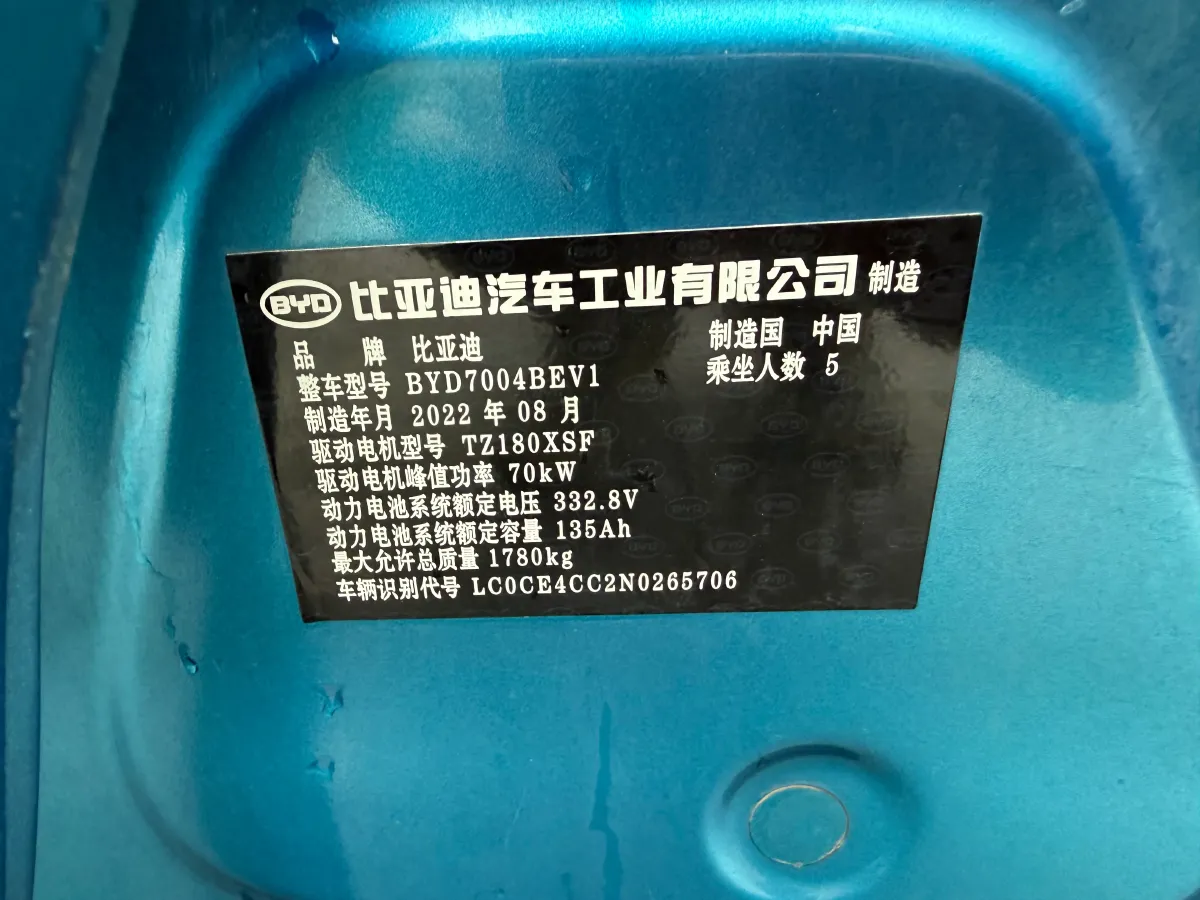 BYD 比亚迪汽车工业有限公司 制造
品 牌 比亚迪 制造国 中国
整车型号 BYD7004BEV1 乘坐人数 5
制造年月 2022 年 08 月
驱动电机型号 TZ180XSF
驱动电机峰值功率 70kW
动力电池系统额定电压 332.8V
动力电池系统额定容量 135Ah
最大允许总质量 1780kg
车辆识别代号 LC0CE4CC2N0265706